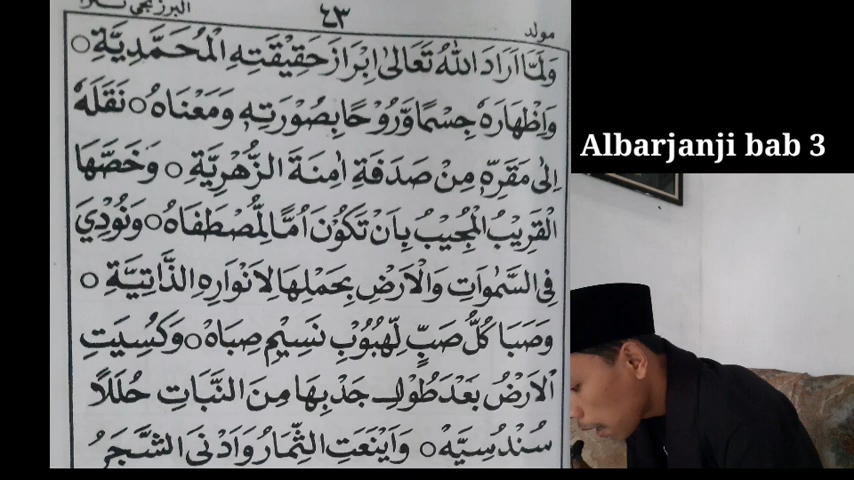 مولد
٤٣
وَلَمَّا اَرَادَ اللهُ تَعَالٰى اِبْرَازَ حَقِيْقَتِهِ الْمُحَمَّدِيَّةِ ○
وَاِظْهَارَهُ جِسْمًا وَّرُوْحًا بِصُوْرَتِهِ وَمَعْنَاهُ ○ نَقَلَهُ
اِلٰى مَقَرِّهِ مِنْ صَدَفَةِ اٰمِنَةَ الزُّهْرِيَّةِ ○ وَخَصَّهَا
الْقَرِيْبُ الْمُجِيْبُ بِاَنْ تَكُوْنَ اُمًّا لِّمُصْطَفَاهُ ○ وَنُوْدِيَ
فِى السَّمٰوَاتِ وَالْاَرْضِ بِحَمْلِهَا لِاَنْوَارِهِ الذَّاتِيَّةِ ○
وَصَبَا كُلُّ صَبٍّ لِّهُبُوْبِ نَسِيْمِ صَبَاهُ ○ وَكُسِيَتِ
الْاَرْضُ بَعْدَ طُوْلِ جَدْبِهَا مِنَ النَّبَاتِ حُلَلًا
سُنْدُسِيَّةً ○ وَاَيْنَعَتِ الثِّمَارُ وَاَدْنَى الشَّجَرُ
Albarjanji bab 3